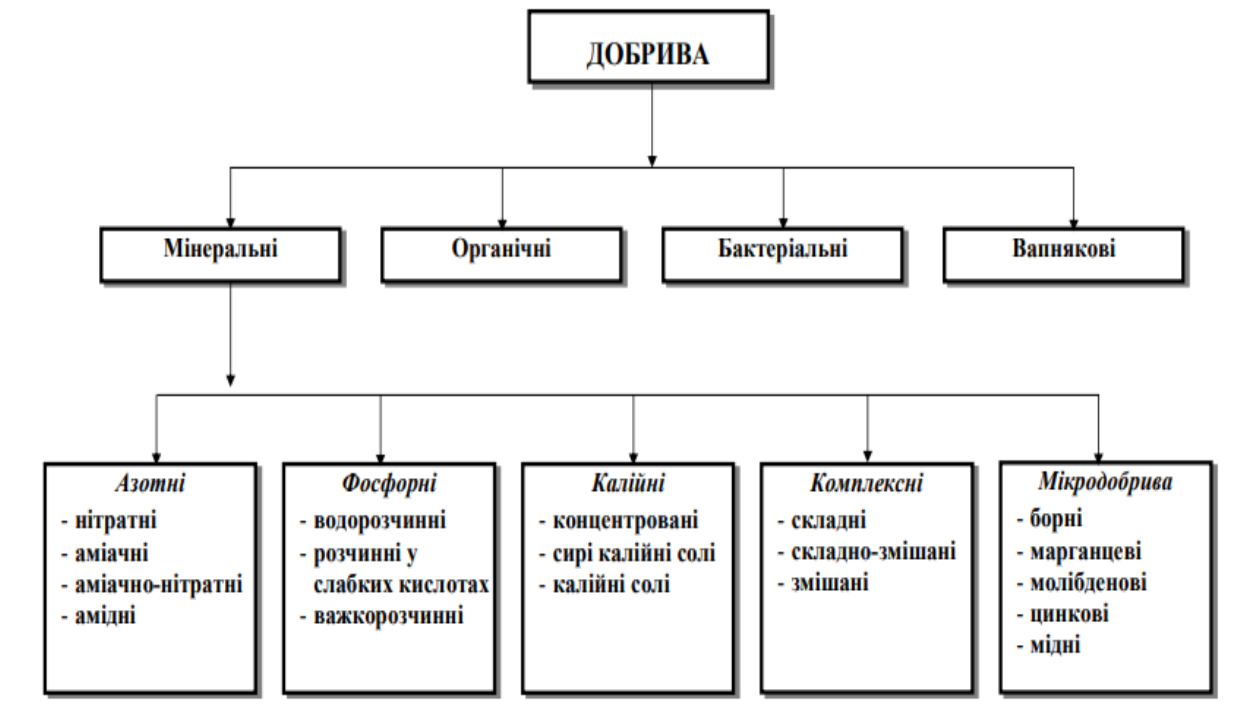 ДОБРИВА
Мінеральні
Органічні
Бактеріальні
Вапнякові
Азотні
- нітратні
- аміачні
- аміачно-нітратні
- амідні
Фосфорні
- водорозчинні
- розчинні у
слабких кислотах
- важкорозчинні
Калійні
- концентровані
- сирі калійні солі
- калійні солі
Комплексні
- складні
- складно-змішані
- змішані
Мікродобрива
- борні
- марганцеві
- молібденові
- цинкові
- мідні